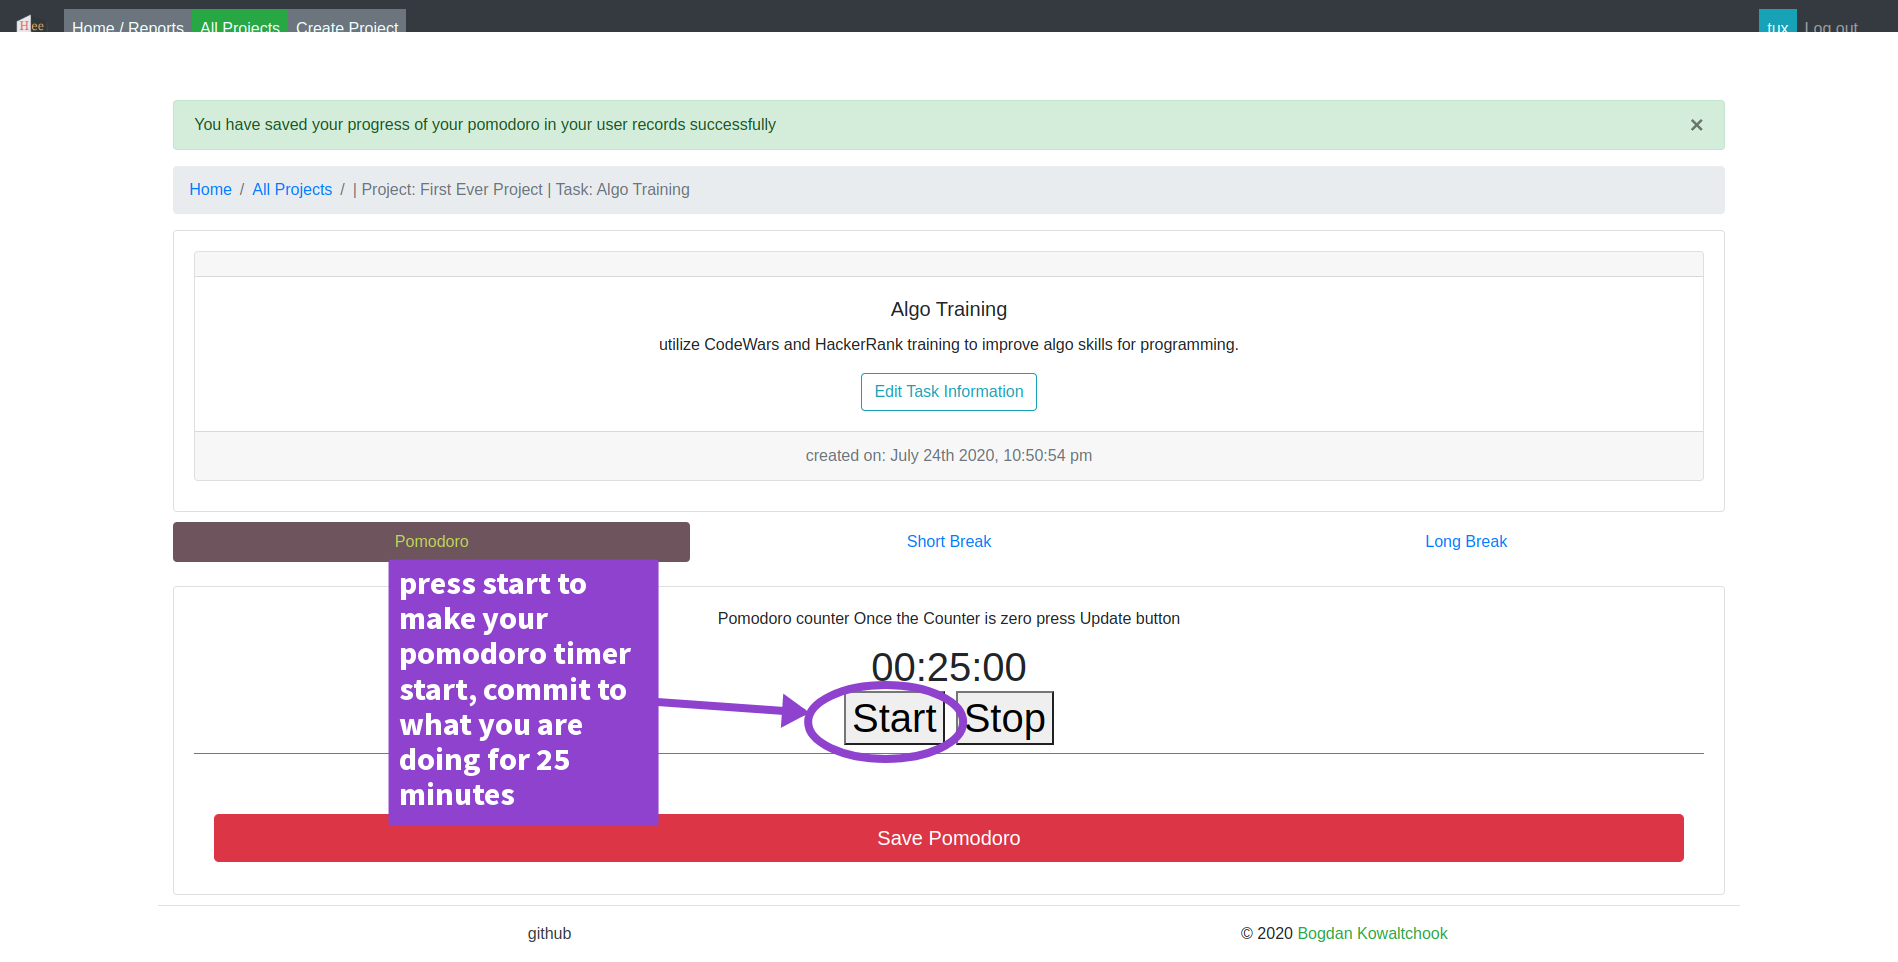 Hee
Home / Reports All Projects Create Project tux Log out
You have saved your progress of your pomodoro in your user records successfully ×
Home / All Projects / | Project: First Ever Project | Task: Algo Training
Algo Training
utilize CodeWars and HackerRank training to improve algo skills for programming.
Edit Task Information
created on: July 24th 2020, 10:50:54 pm
Pomodoro Short Break Long Break
press start to
make your
pomodoro timer
start, commit to
what you are
doing for 25
minutes
Pomodoro counter Once the Counter is zero press Update button
00:25:00
Start Stop
Save Pomodoro
github © 2020 Bogdan Kowaltchook